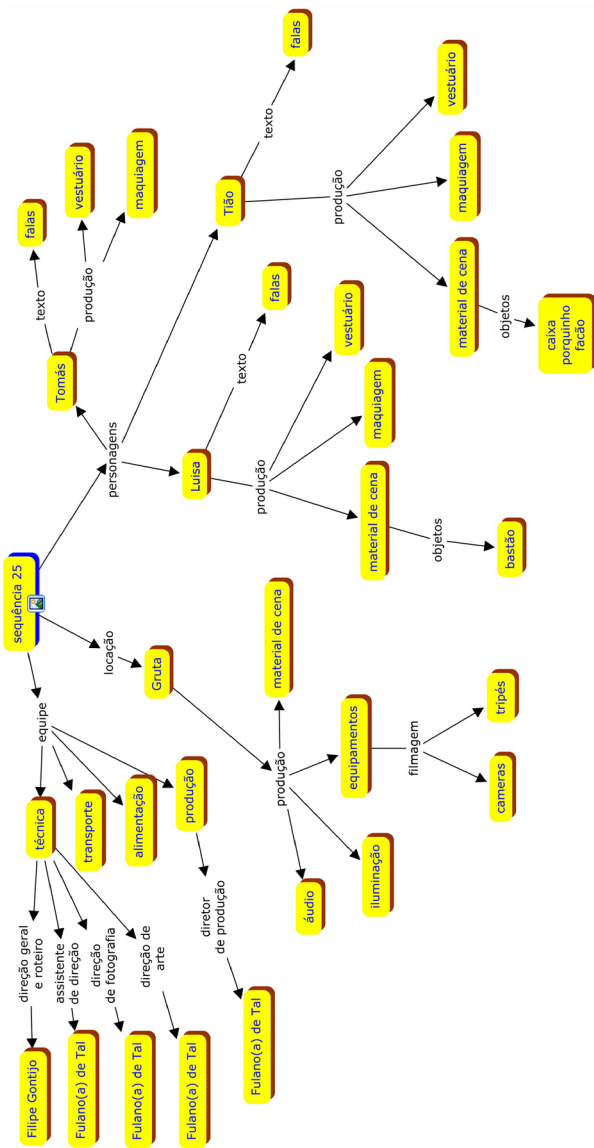 sequência 25
equipe
locação
personagens
técnica
transporte
alimentação
produção
direção geral
e roteiro
assistente
de direção
direção
de fotografia
direção de
arte
diretor
de produção
Filipe Gontijo
Fulano(a) de Tal
Fulano(a) de Tal
Fulano(a) de Tal
Fulano(a) de Tal
Gruta
produção
áudio
iluminação
equipamentos
material de cena
filmagem
cameras
tripés
Tomás
texto
falas
produção
vestuário
maquiagem
Luisa
texto
falas
produção
material de cena
maquiagem
vestuário
objetos
bastão
Tião
texto
falas
produção
material de cena
maquiagem
vestuário
objetos
caixa
porquinho
facão